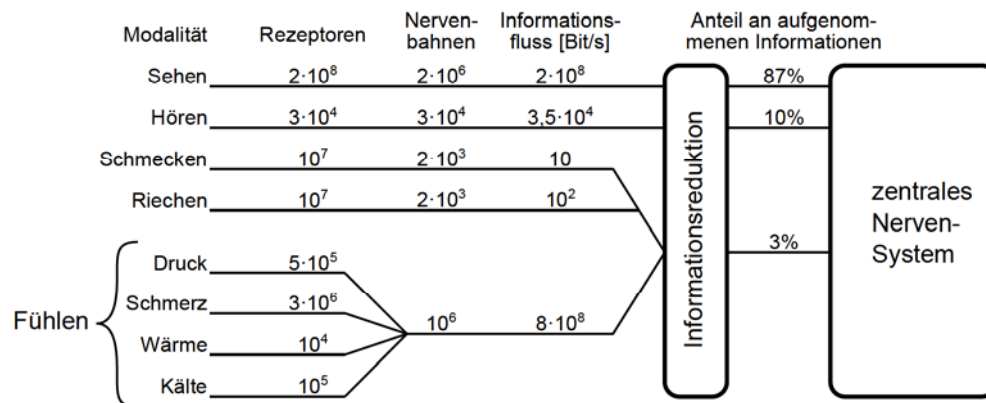 Modalität Rezeptoren Nerven-bahnen Informations-fluss [Bit/s] Anteil an aufgenom-menen Informationen
Sehen 2·10⁸ 2·10⁶ 2·10⁸ 87%
Hören 3·10⁴ 3·10⁴ 3,5·10⁴ 10%
Schmecken 10⁷ 2·10³ 10
Riechen 10⁷ 2·10³ 10²
3%
Druck 5·10⁵
Schmerz 3·10⁶
Fühlen 10⁶ 8·10⁸
Wärme 10⁴
Kälte 10⁵
Informationsreduktion
zentrales
Nerven-
System